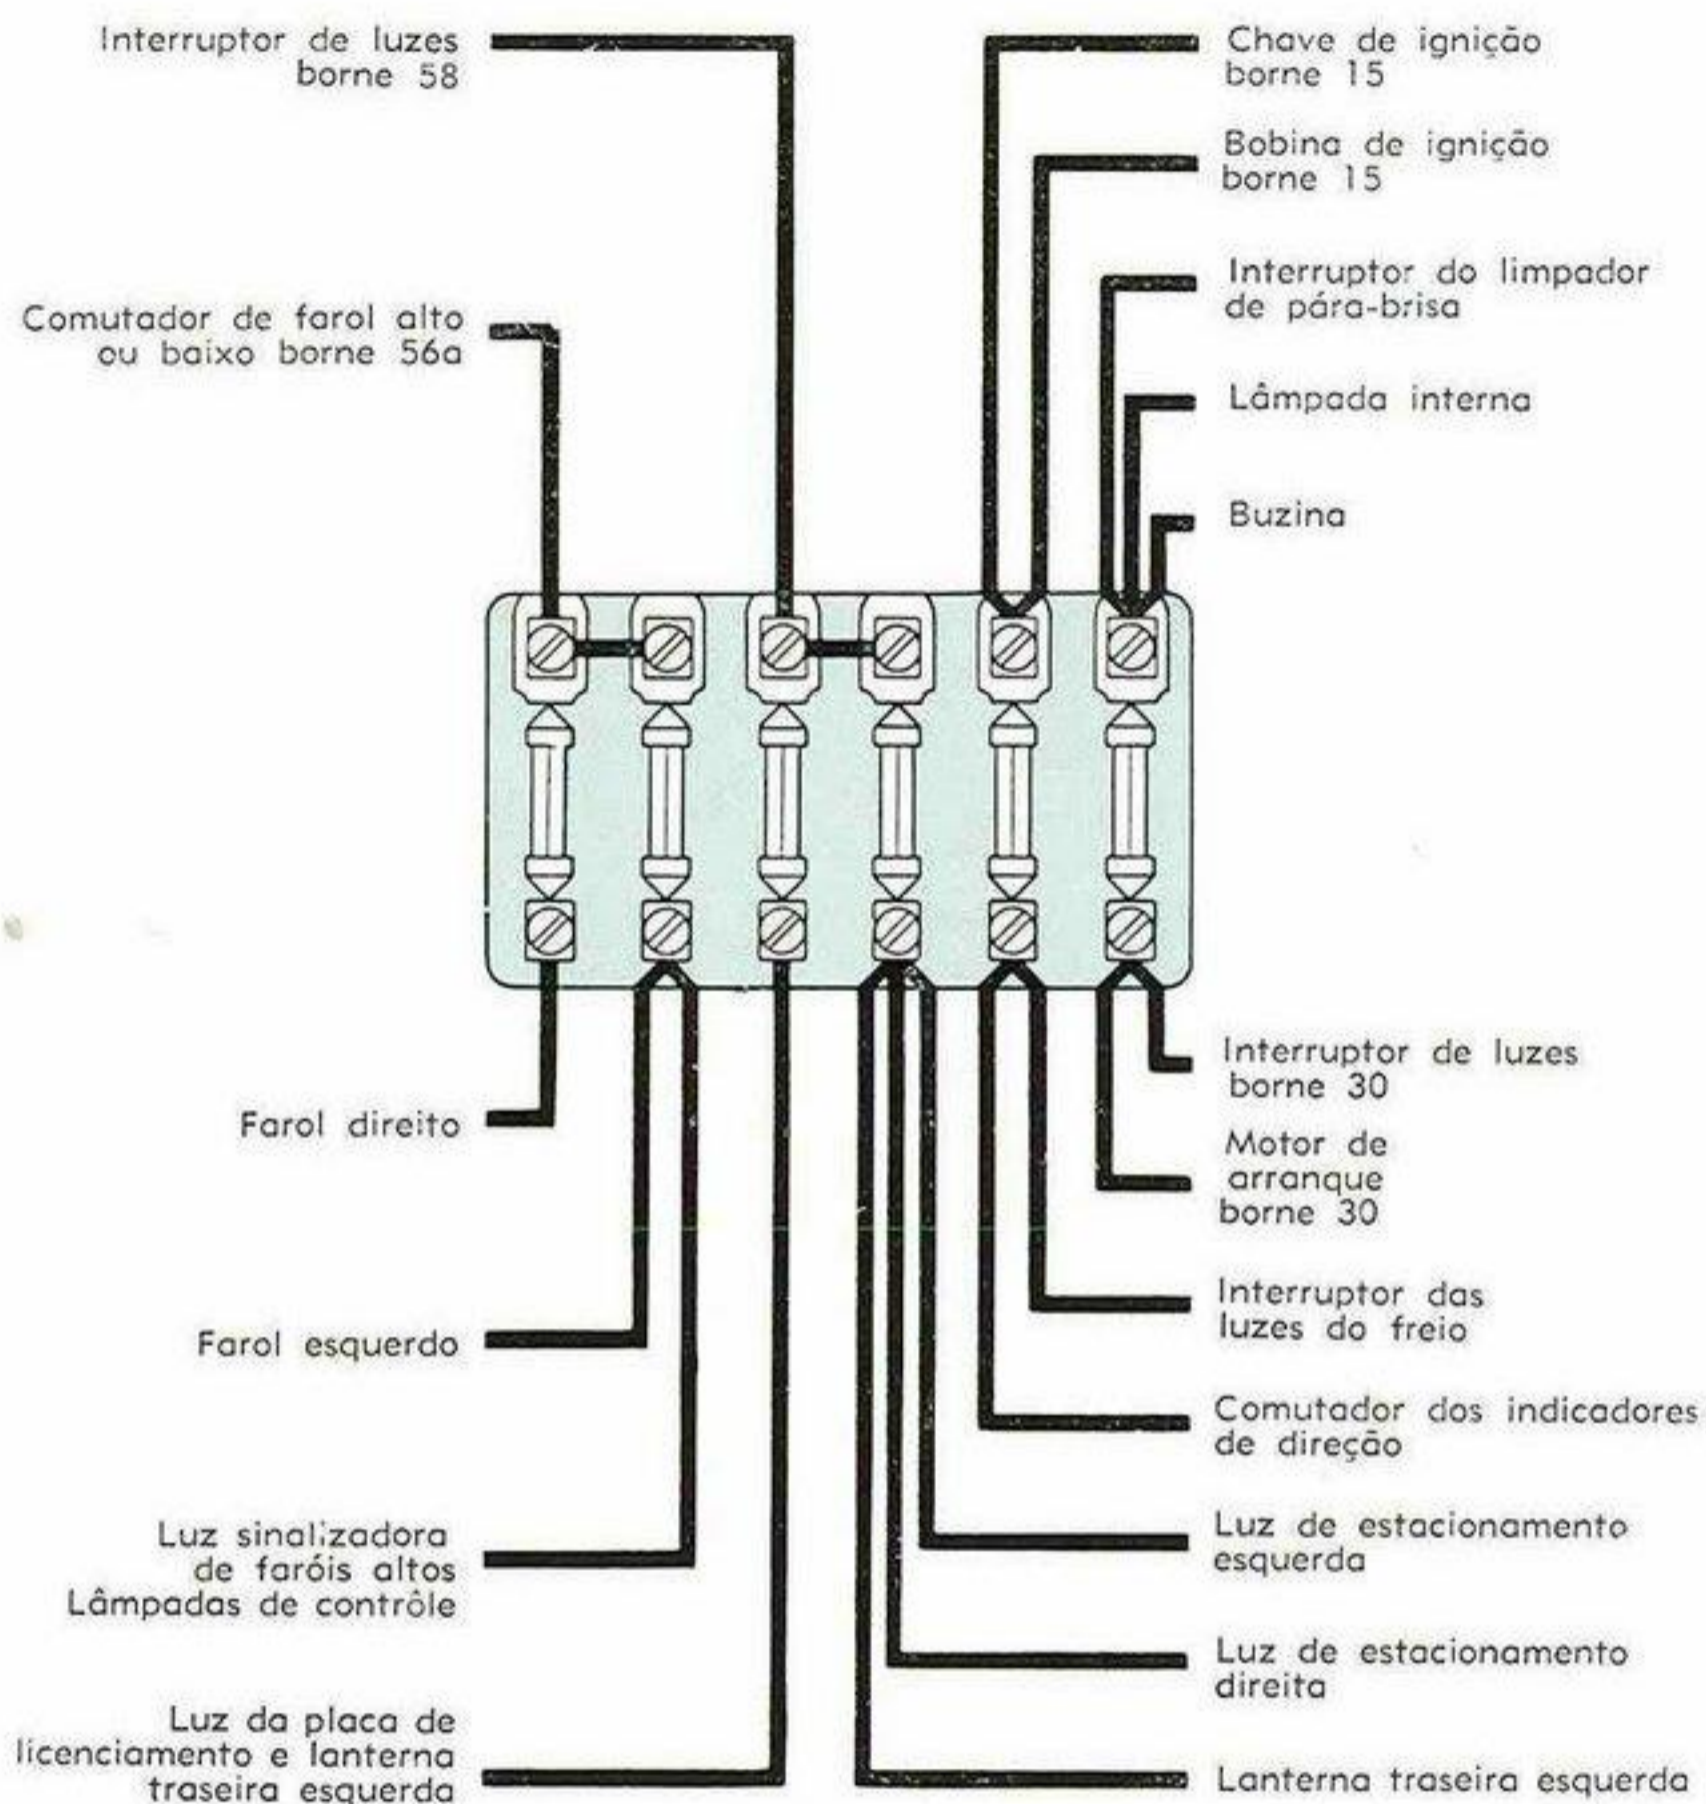 Interruptor de luzes
borne 58
Comutador de farol alto
ou baixo borne 56a
Chave de ignição
borne 15
Bobina de ignição
borne 15
Interruptor do limpador
de pára-brisa
Lâmpada interna
Buzina
Farol direito
Farol esquerdo
Luz sinalizadora
de faróis altos
Lâmpadas de contrôle
Luz da placa de
licenciamento e lanterna
traseira esquerda
Interruptor de luzes
borne 30
Motor de
arranque
borne 30
Interruptor das
luzes do freio
Comutador dos indicadores
de direção
Luz de estacionamento
esquerda
Luz de estacionamento
direita
Lanterna traseira esquerda